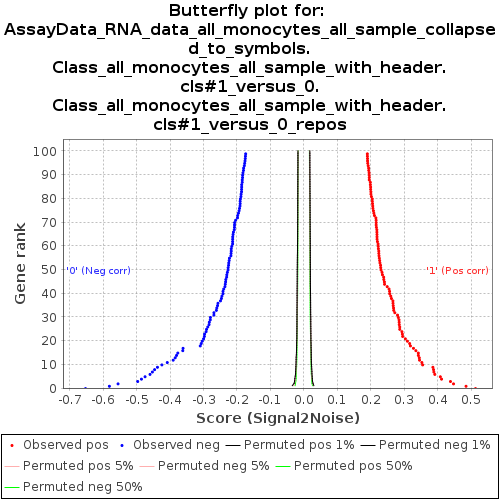 Butterfly plot for:
AssayData_RNA_data_all_monocytes_all_sample_collapse
d_to_symbols.
Class_all_monocytes_all_sample_with_header.
cls#1_versus_0.
Class_all_monocytes_all_sample_with_header.
cls#1_versus_0_repos
100
90
80
70
60
50
40
30
20
10
0
Gene rank
'0' (Neg corr)
'1' (Pos corr)
-0.7 -0.6 -0.5 -0.4 -0.3 -0.2 -0.1 0.0 0.1 0.2 0.3 0.4 0.5
Score (Signal2Noise)
Observed pos Observed neg Permuted pos 1% Permuted neg 1%
Permuted pos 5% Permuted neg 5% Permuted pos 50%
Permuted neg 50%